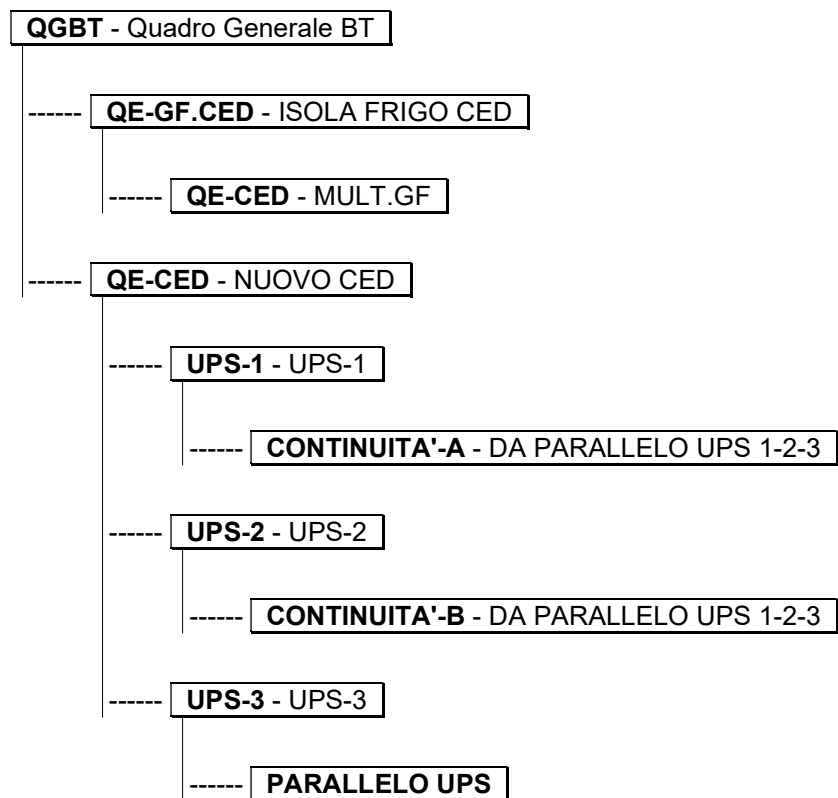 QGBT - Quadro Generale BT
QE-GF.CED - ISOLA FRIGO CED
QE-CED - MULT.GF
QE-CED - NUOVO CED
UPS-1 - UPS-1
CONTINUITA'-A - DA PARALLELO UPS 1-2-3
UPS-2 - UPS-2
CONTINUITA'-B - DA PARALLELO UPS 1-2-3
UPS-3 - UPS-3
PARALLELO UPS